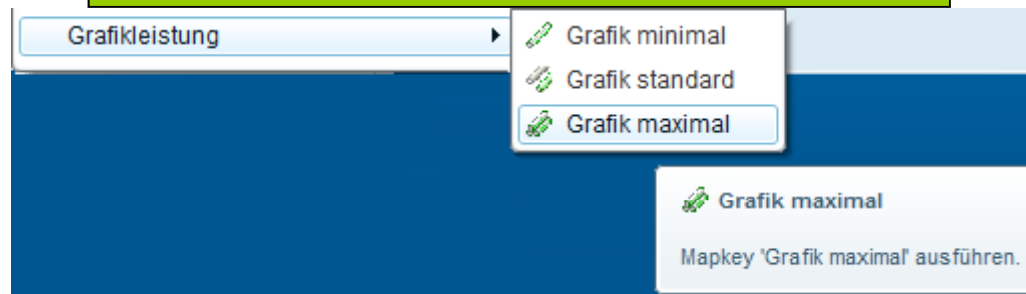 Grafikleistung
Grafik minimal
Grafik standard
Grafik maximal
Grafik maximal
Mapkey 'Grafik maximal' ausführen.